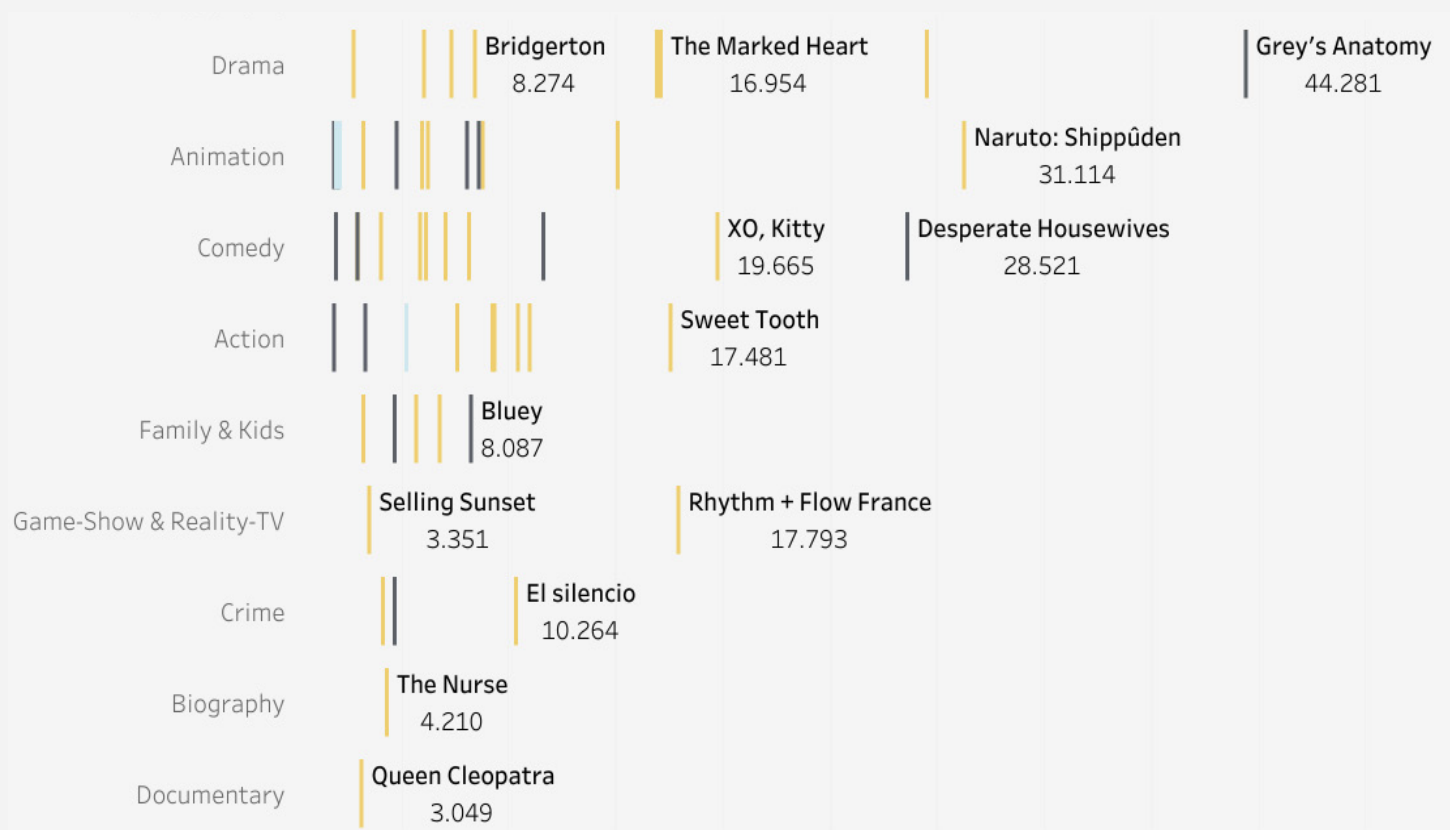 Drama
Bridgerton
8.274
The Marked Heart
16.954
Grey’s Anatomy
44.281
Animation
Naruto: Shippûden
31.114
Comedy
XO, Kitty
19.665
Desperate Housewives
28.521
Action
Sweet Tooth
17.481
Family & Kids
Bluey
8.087
Game-Show & Reality-TV
Selling Sunset
3.351
Rhythm + Flow France
17.793
Crime
El silencio
10.264
Biography
The Nurse
4.210
Documentary
Queen Cleopatra
3.049